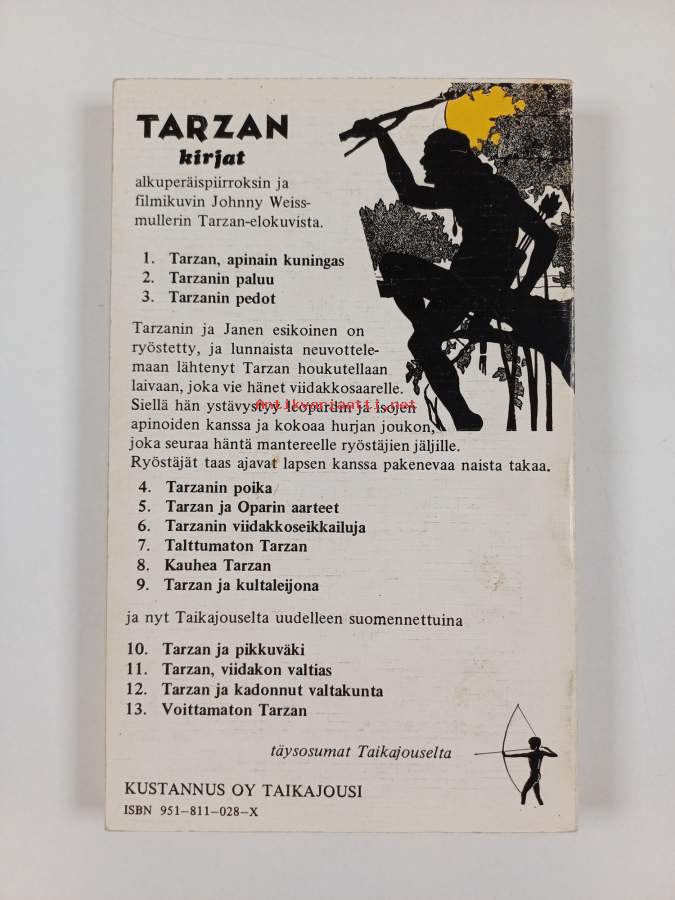 TARZAN
kirjat
alkuperäispiirroksin ja
filmikuvin Johnny Weiss-
mullerin Tarzan-elokuvista.
1. Tarzan, apinain kuningas
2. Tarzanin paluu
3. Tarzanin pedot
Tarzanin ja Janen esikoinen on
ryöstetty, ja lunnaista neuvottele-
maan lähtenyt Tarzan houkutellaan
laivaan, joka vie hänet viidakkosaarelle.
Siellä hän ystävystyy leopardin ja isojen
Antikvariaatti.net
apinoiden kanssa ja kokoaa hurjan joukon,
joka seuraa häntä mantereelle ryöstäjien jäljille.
Ryöstäjät taas ajavat lapsen kanssa pakenevaa naista takaa.
4. Tarzanin poika
5. Tarzan ja Oparin aarteet
6. Tarzanin viidakkoseikkailuja
7. Talttumaton Tarzan
8. Kauhea Tarzan
9. Tarzan ja kultaleijona
ja nyt Taikajouselta uudelleen suomennettuina
10. Tarzan ja pikkuväki
11. Tarzan, viidakon valtias
12. Tarzan ja kadonnut valtakunta
13. Voittamaton Tarzan
täysosumat Taikajouselta
KUSTANNUS OY TAIKAJOUSI
ISBN 951–811–028–X